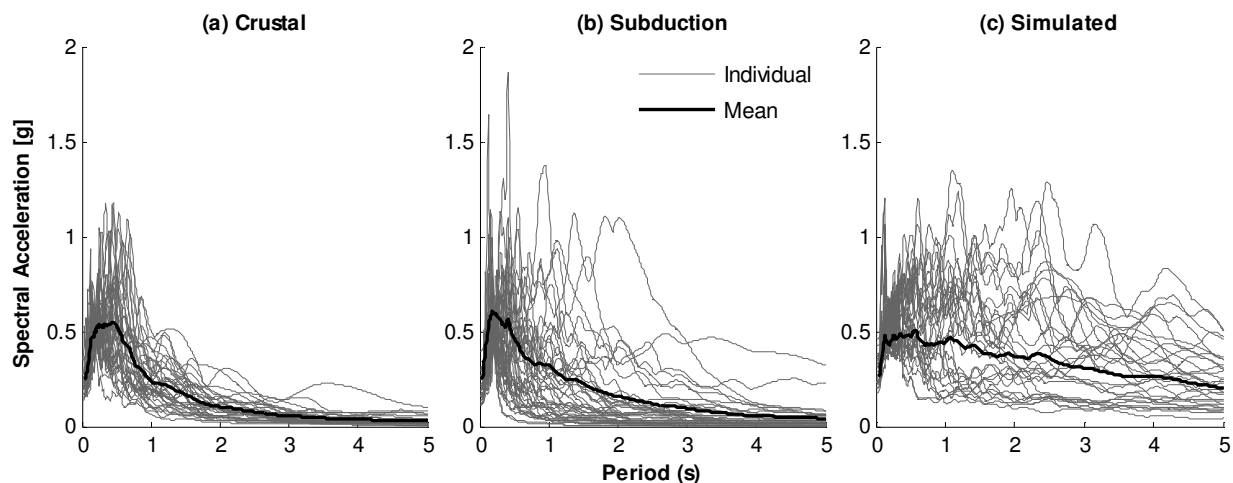 (a) Crustal
(b) Subduction
(c) Simulated
Spectral Acceleration [g]
2
1.5
1
0.5
0
0 1 2 3 4 5
2
1.5
1
0.5
0
0 1 2 3 4 5
Individual
Mean
2
1.5
1
0.5
0
0 1 2 3 4 5
Period (s)